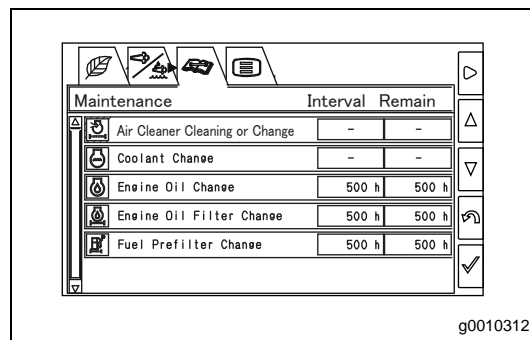 Maintenance Interval Remain
Air Cleaner Cleaning or Change - -
Coolant Change - -
Engine Oil Change 500 h 500 h
Engine Oil Filter Change 500 h 500 h
Fuel Prefilter Change 500 h 500 h
g0010312